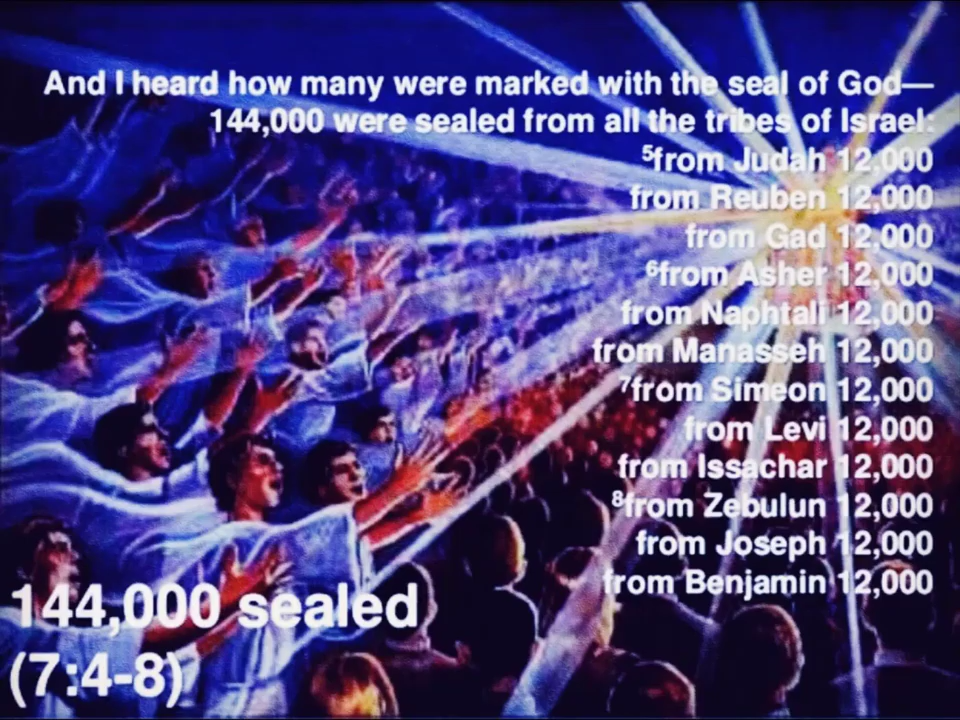 And I heard how many were marked with the seal of God—
144,000 were sealed from all the tribes of Israel:
⁵from Judah 12,000
from Reuben 12,000
from Gad 12,000
⁶from Asher 12,000
from Naphtali 12,000
from Manasseh 12,000
⁷from Simeon 12,000
from Levi 12,000
from Issachar 12,000
⁸from Zebulun 12,000
from Joseph 12,000
from Benjamin 12,000
144,000 sealed
(7:4-8)